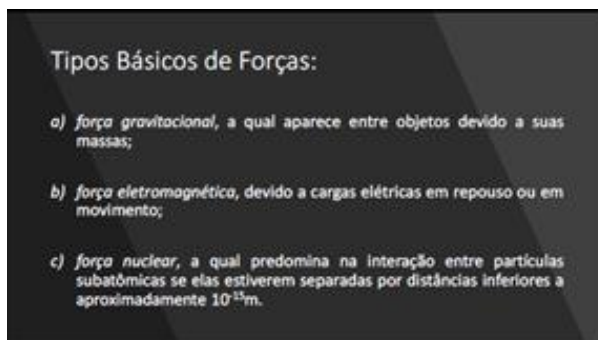 Tipos Básicos de Forças:
a) força gravitacional, a qual aparece entre objetos devido a suas
massas;
b) força eletromagnética, devido a cargas elétricas em repouso ou em
movimento;
c) força nuclear, a qual predomina na interação entre partículas
subatômicas se elas estiverem separadas por distâncias inferiores a
aproximadamente 10⁻¹⁵m.